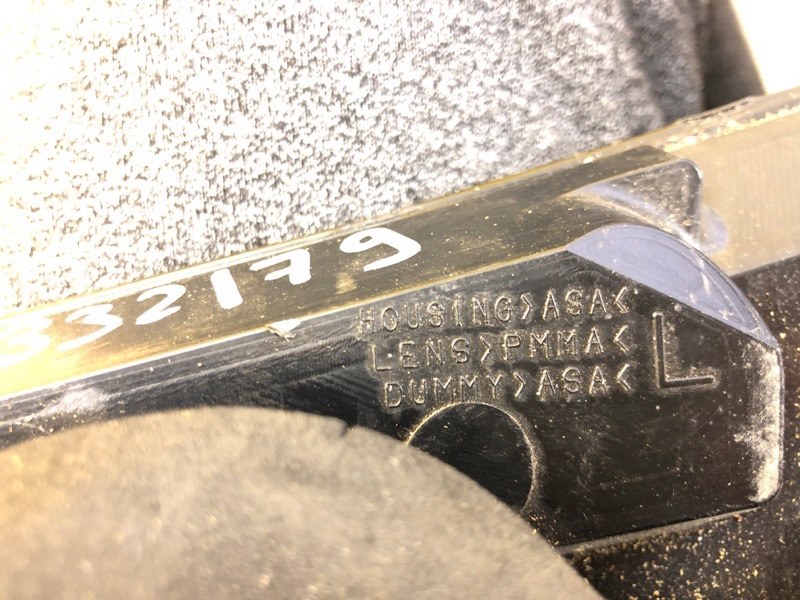 332179
HOUSING>ASA<
LENS>PMMA<
DUMMY>ASA<
L